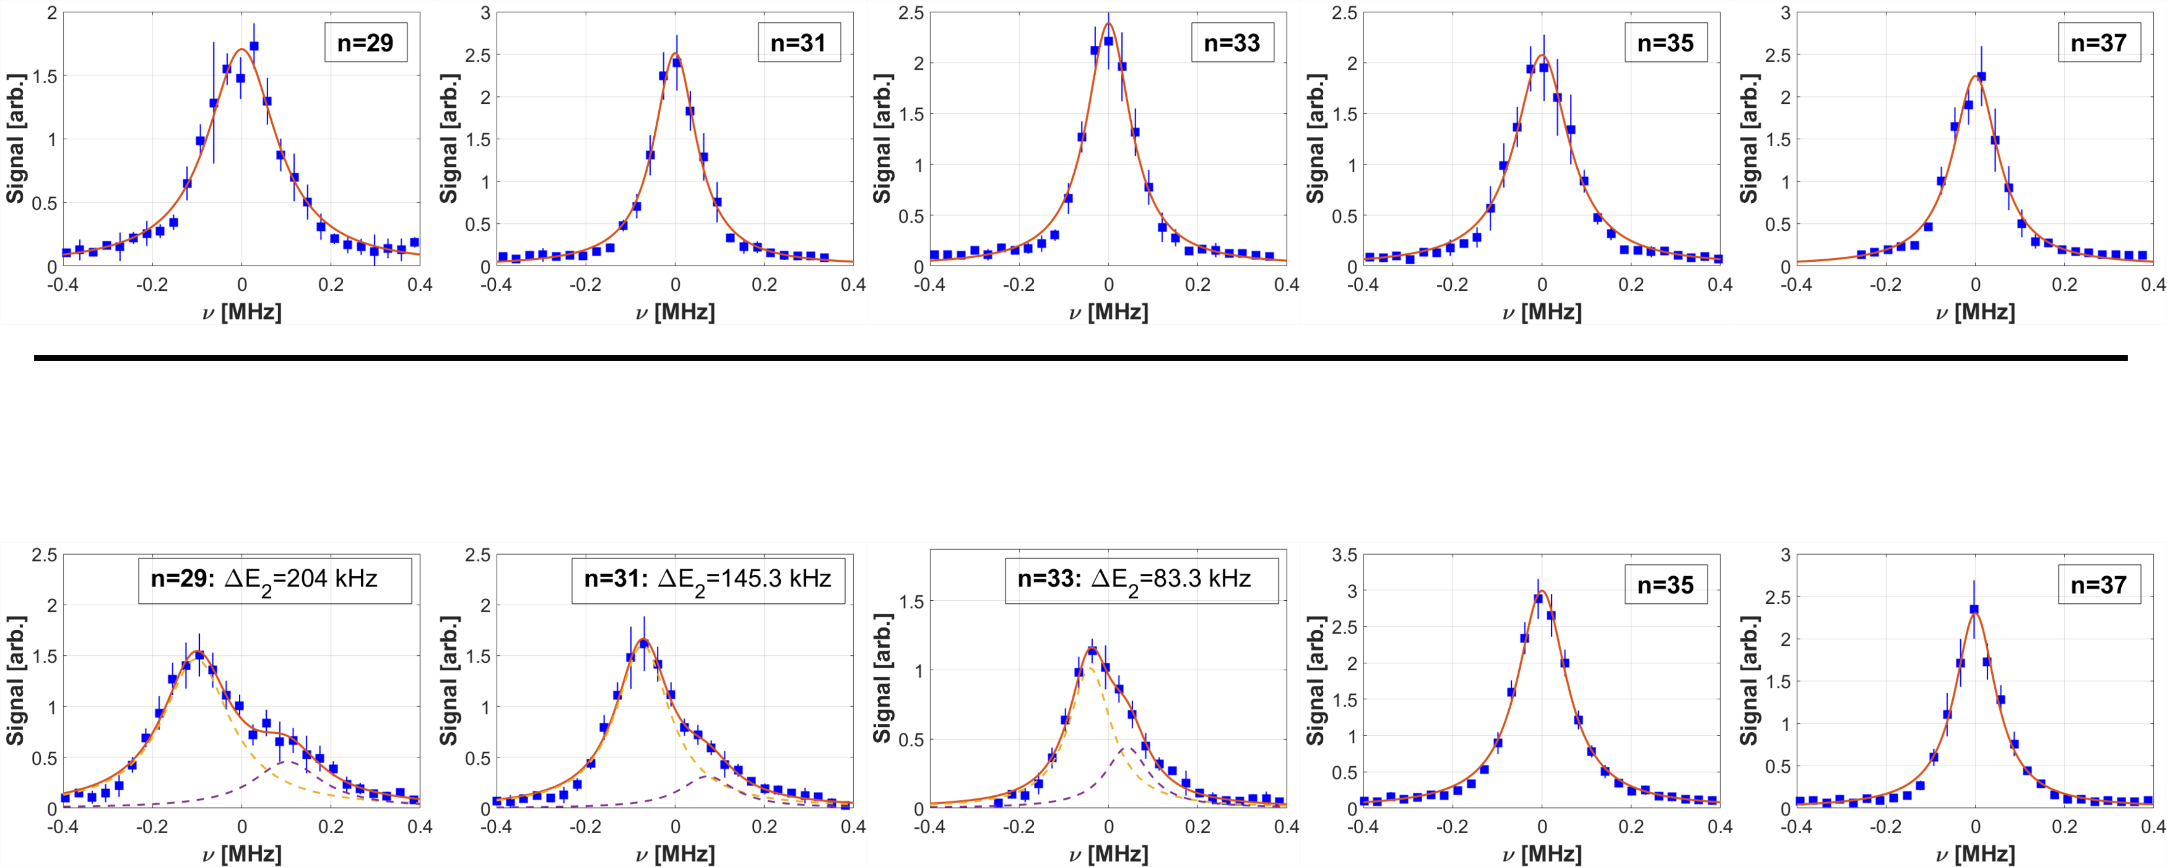 n=29
2
1.5
1
0.5
0
Signal [arb.]
-0.4 -0.2 0 0.2 0.4
ν [MHz]
n=31
3
2.5
2
1.5
1
0.5
0
Signal [arb.]
-0.4 -0.2 0 0.2 0.4
ν [MHz]
n=33
2.5
2
1.5
1
0.5
0
Signal [arb.]
-0.4 -0.2 0 0.2 0.4
ν [MHz]
n=35
2.5
2
1.5
1
0.5
0
Signal [arb.]
-0.4 -0.2 0 0.2 0.4
ν [MHz]
n=37
3
2.5
2
1.5
1
0.5
0
Signal [arb.]
-0.4 -0.2 0 0.2 0.4
ν [MHz]
n=29: ΔE₂=204 kHz
2.5
2
1.5
1
0.5
0
Signal [arb.]
-0.4 -0.2 0 0.2 0.4
ν [MHz]
n=31: ΔE₂=145.3 kHz
2.5
2
1.5
1
0.5
0
Signal [arb.]
-0.4 -0.2 0 0.2 0.4
ν [MHz]
n=33: ΔE₂=83.3 kHz
1.5
1
0.5
0
Signal [arb.]
-0.4 -0.2 0 0.2 0.4
ν [MHz]
n=35
3.5
3
2.5
2
1.5
1
0.5
0
Signal [arb.]
-0.4 -0.2 0 0.2 0.4
ν [MHz]
n=37
3
2.5
2
1.5
1
0.5
0
Signal [arb.]
-0.4 -0.2 0 0.2 0.4
ν [MHz]